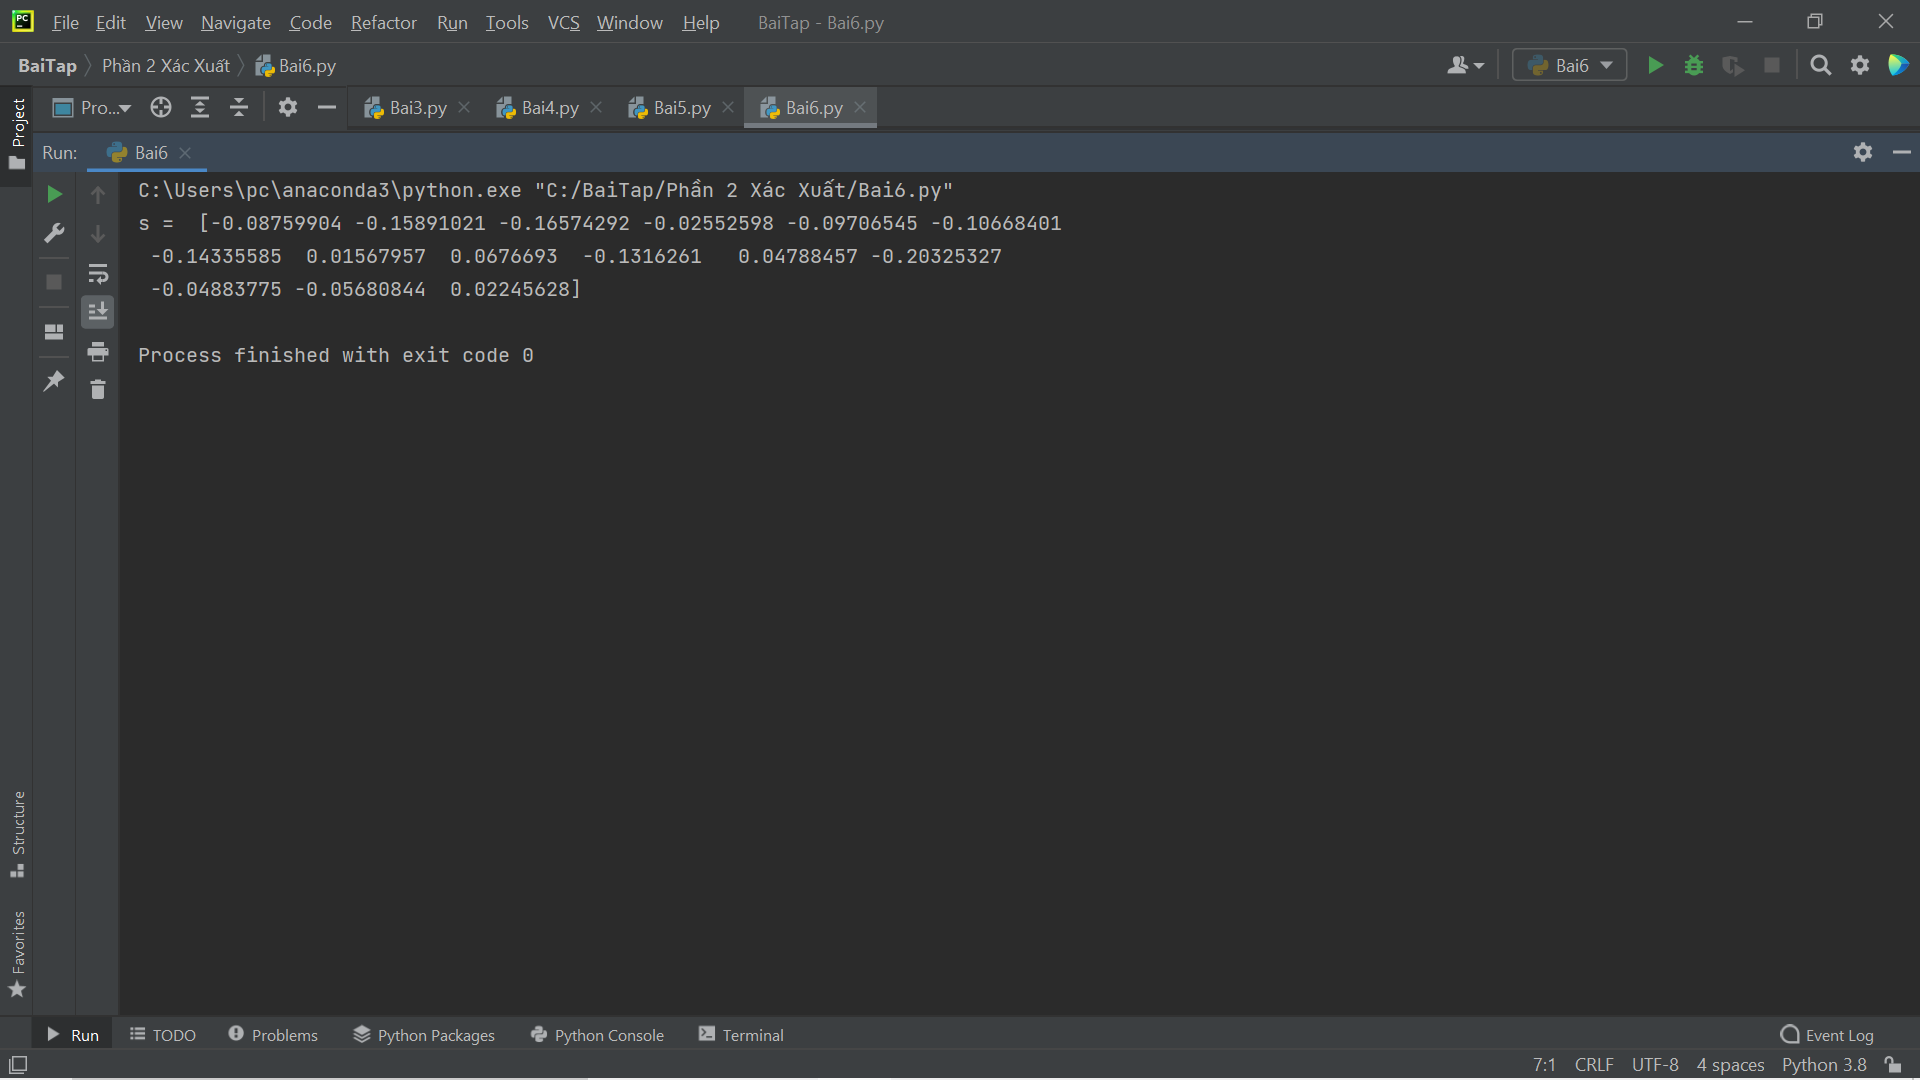 PC File Edit View Navigate Code Refactor Run Tools VCS Window Help BaiTap - Bai6.py
BaiTap Phần 2 Xác Xuất Bai6.py Bai6
Project Pro... Bai3.py Bai4.py Bai5.py Bai6.py
Run: Bai6
C:\Users\pc\anaconda3\python.exe "C:/BaiTap/Phần 2 Xác Xuất/Bai6.py"
s =  [-0.08759904 -0.15891021 -0.16574292 -0.02552598 -0.09706545 -0.10668401
 -0.14335585  0.01567957  0.0676693  -0.1316261   0.04788457 -0.20325327
 -0.04883775 -0.05680844  0.02245628]
Process finished with exit code 0
Structure
Favorites
Run TODO Problems Python Packages Python Console Terminal Event Log
7:1 CRLF UTF-8 4 spaces Python 3.8